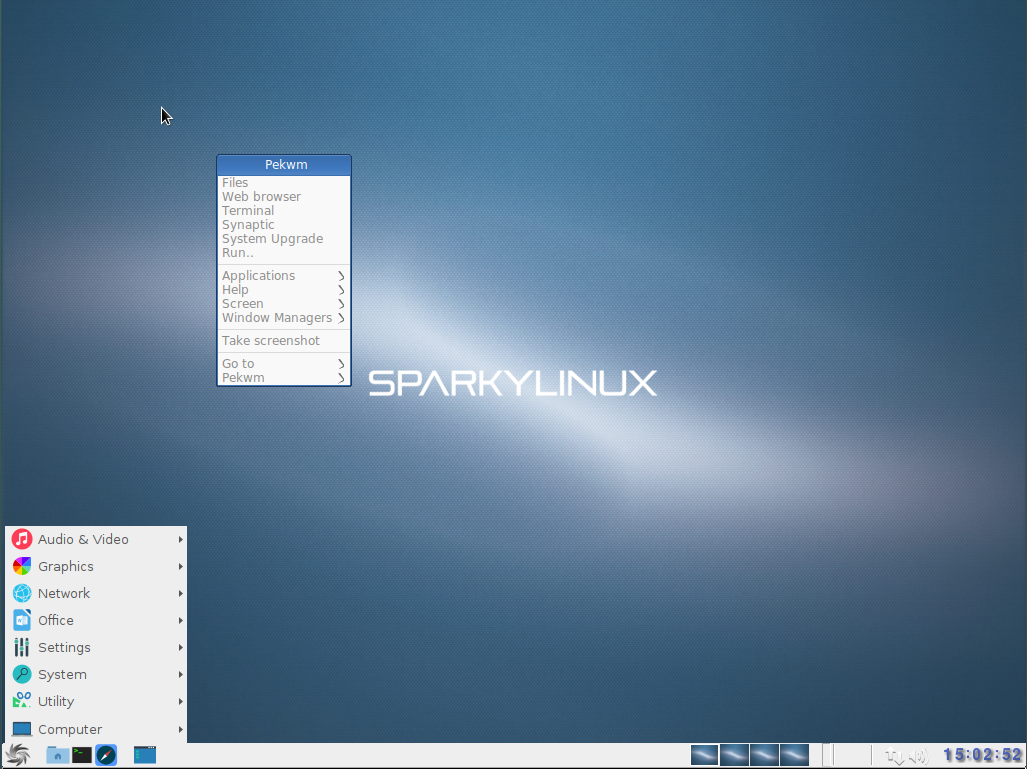 Pekwm
Files
Web browser
Terminal
Synaptic
System Upgrade
Run..
Applications
Help
Screen
Window Managers
Take screenshot
Go to
Pekwm
SPARKYLINUX
Audio & Video
Graphics
Network
Office
Settings
System
Utility
Computer
15:02:52